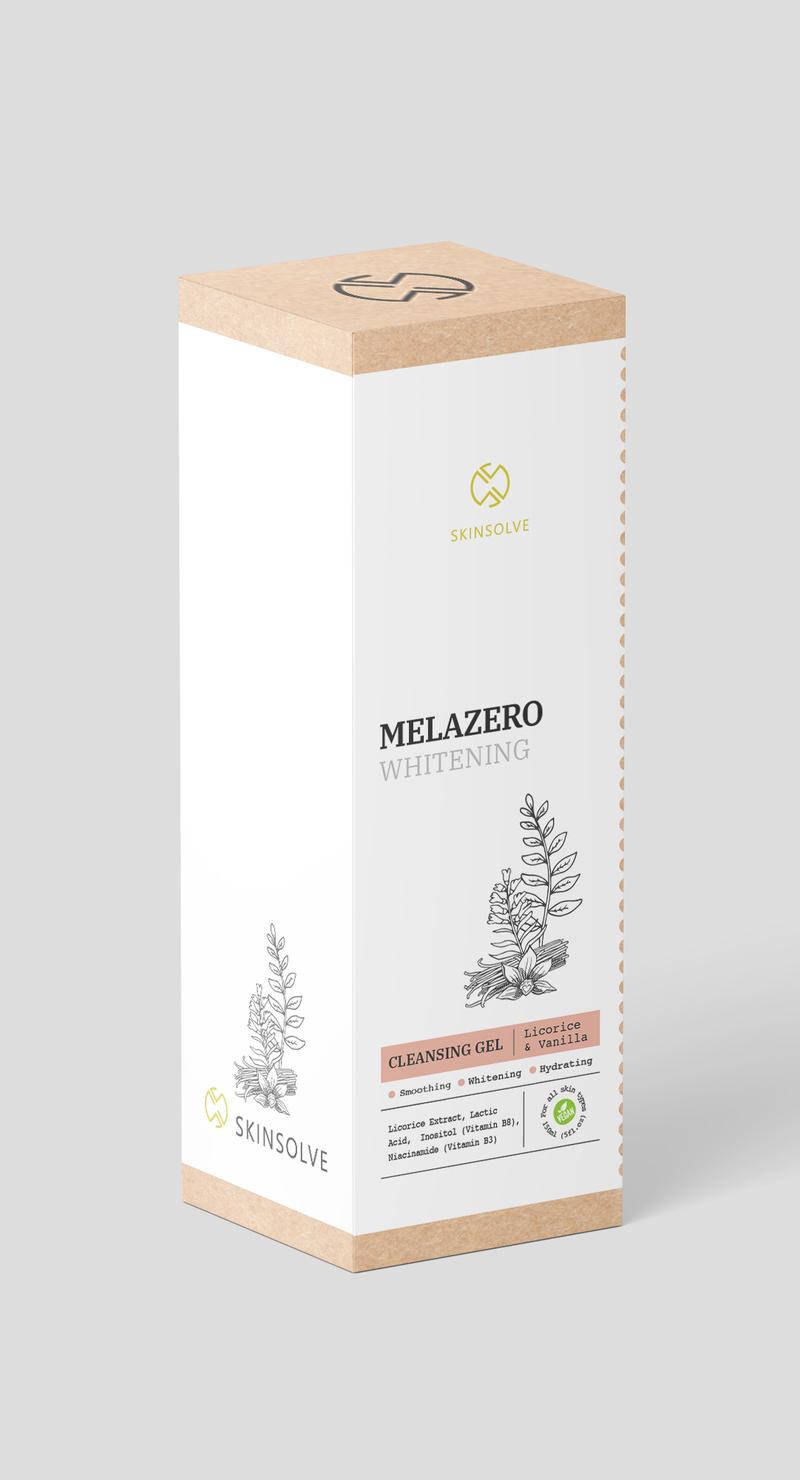 SKINSOLVE
MELAZERO
WHITENING
CLEANSING GEL
Licorice
& Vanilla
Smoothing
Whitening
Hydrating
Licorice Extract, Lactic
Acid, Inositol (Vitamin B8),
Niacinamide (Vitamin B3)
For all skin types
VEGAN
150ml (5fl.oz)
SKINSOLVE